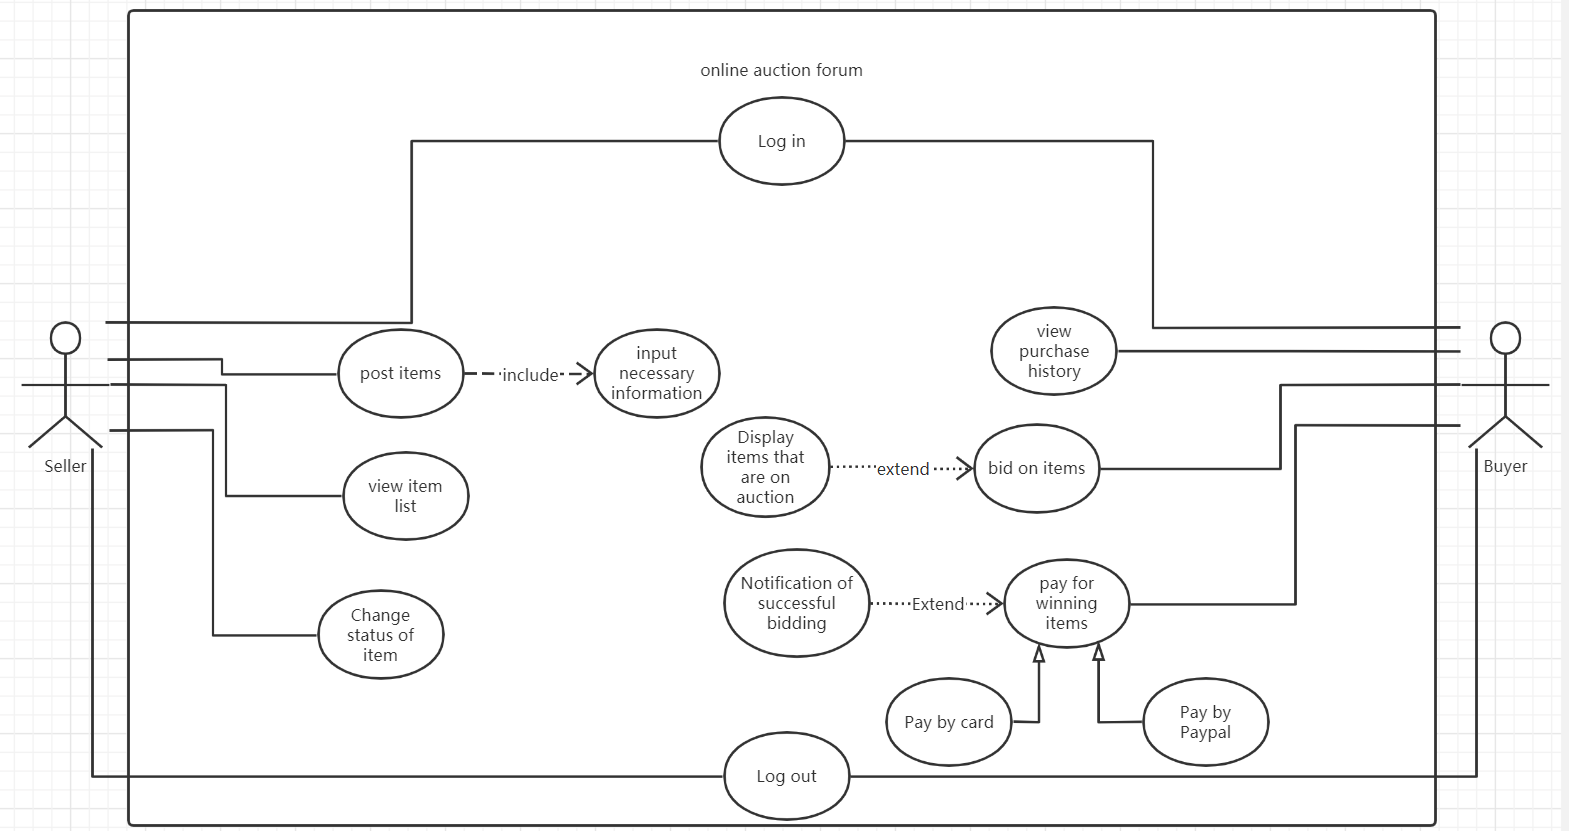 online auction forum
Log in
Seller
post items
include
input
necessary
information
view item
list
Change
status of
item
view
purchase
history
Display
items that
are on
auction
extend
bid on items
Buyer
Notification of
successful
bidding
Extend
pay for
winning
items
Pay by card
Pay by
Paypal
Log out